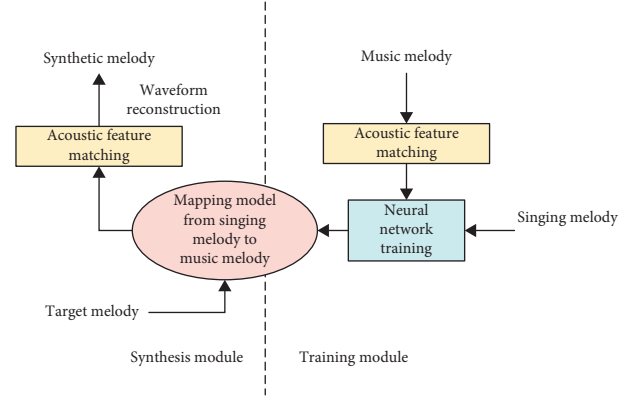 Synthetic melody
Waveform
reconstruction
Acoustic feature
matching
Music melody
Acoustic feature
matching
Mapping model
from singing
melody to
music melody
Neural
network
training
Singing melody
Target melody
Synthesis module
Training module